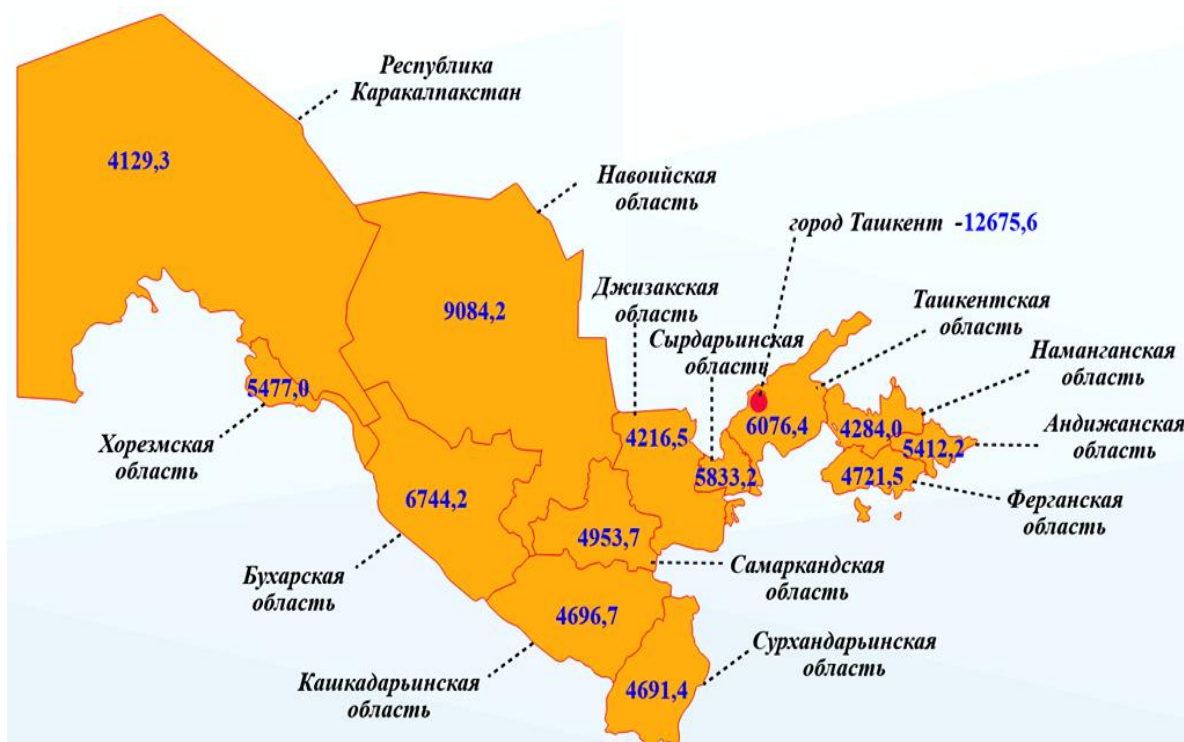 Республика
Каракалпакстан
4129,3
Навоийская
область
город Ташкент -12675,6
9084,2
Джизакская
область
Ташкентская
область
Сырдарьинская
область
Наманганская
область
5477,0
Хорезмская
область
4216,5
6076,4
4284,0
Андижанская
область
5412,2
5833,2
4721,5
6744,2
Ферганская
область
4953,7
Бухарская
область
Самаркандская
область
4696,7
Сурхандарьинская
область
Кашкадарьинская
область
4691,4